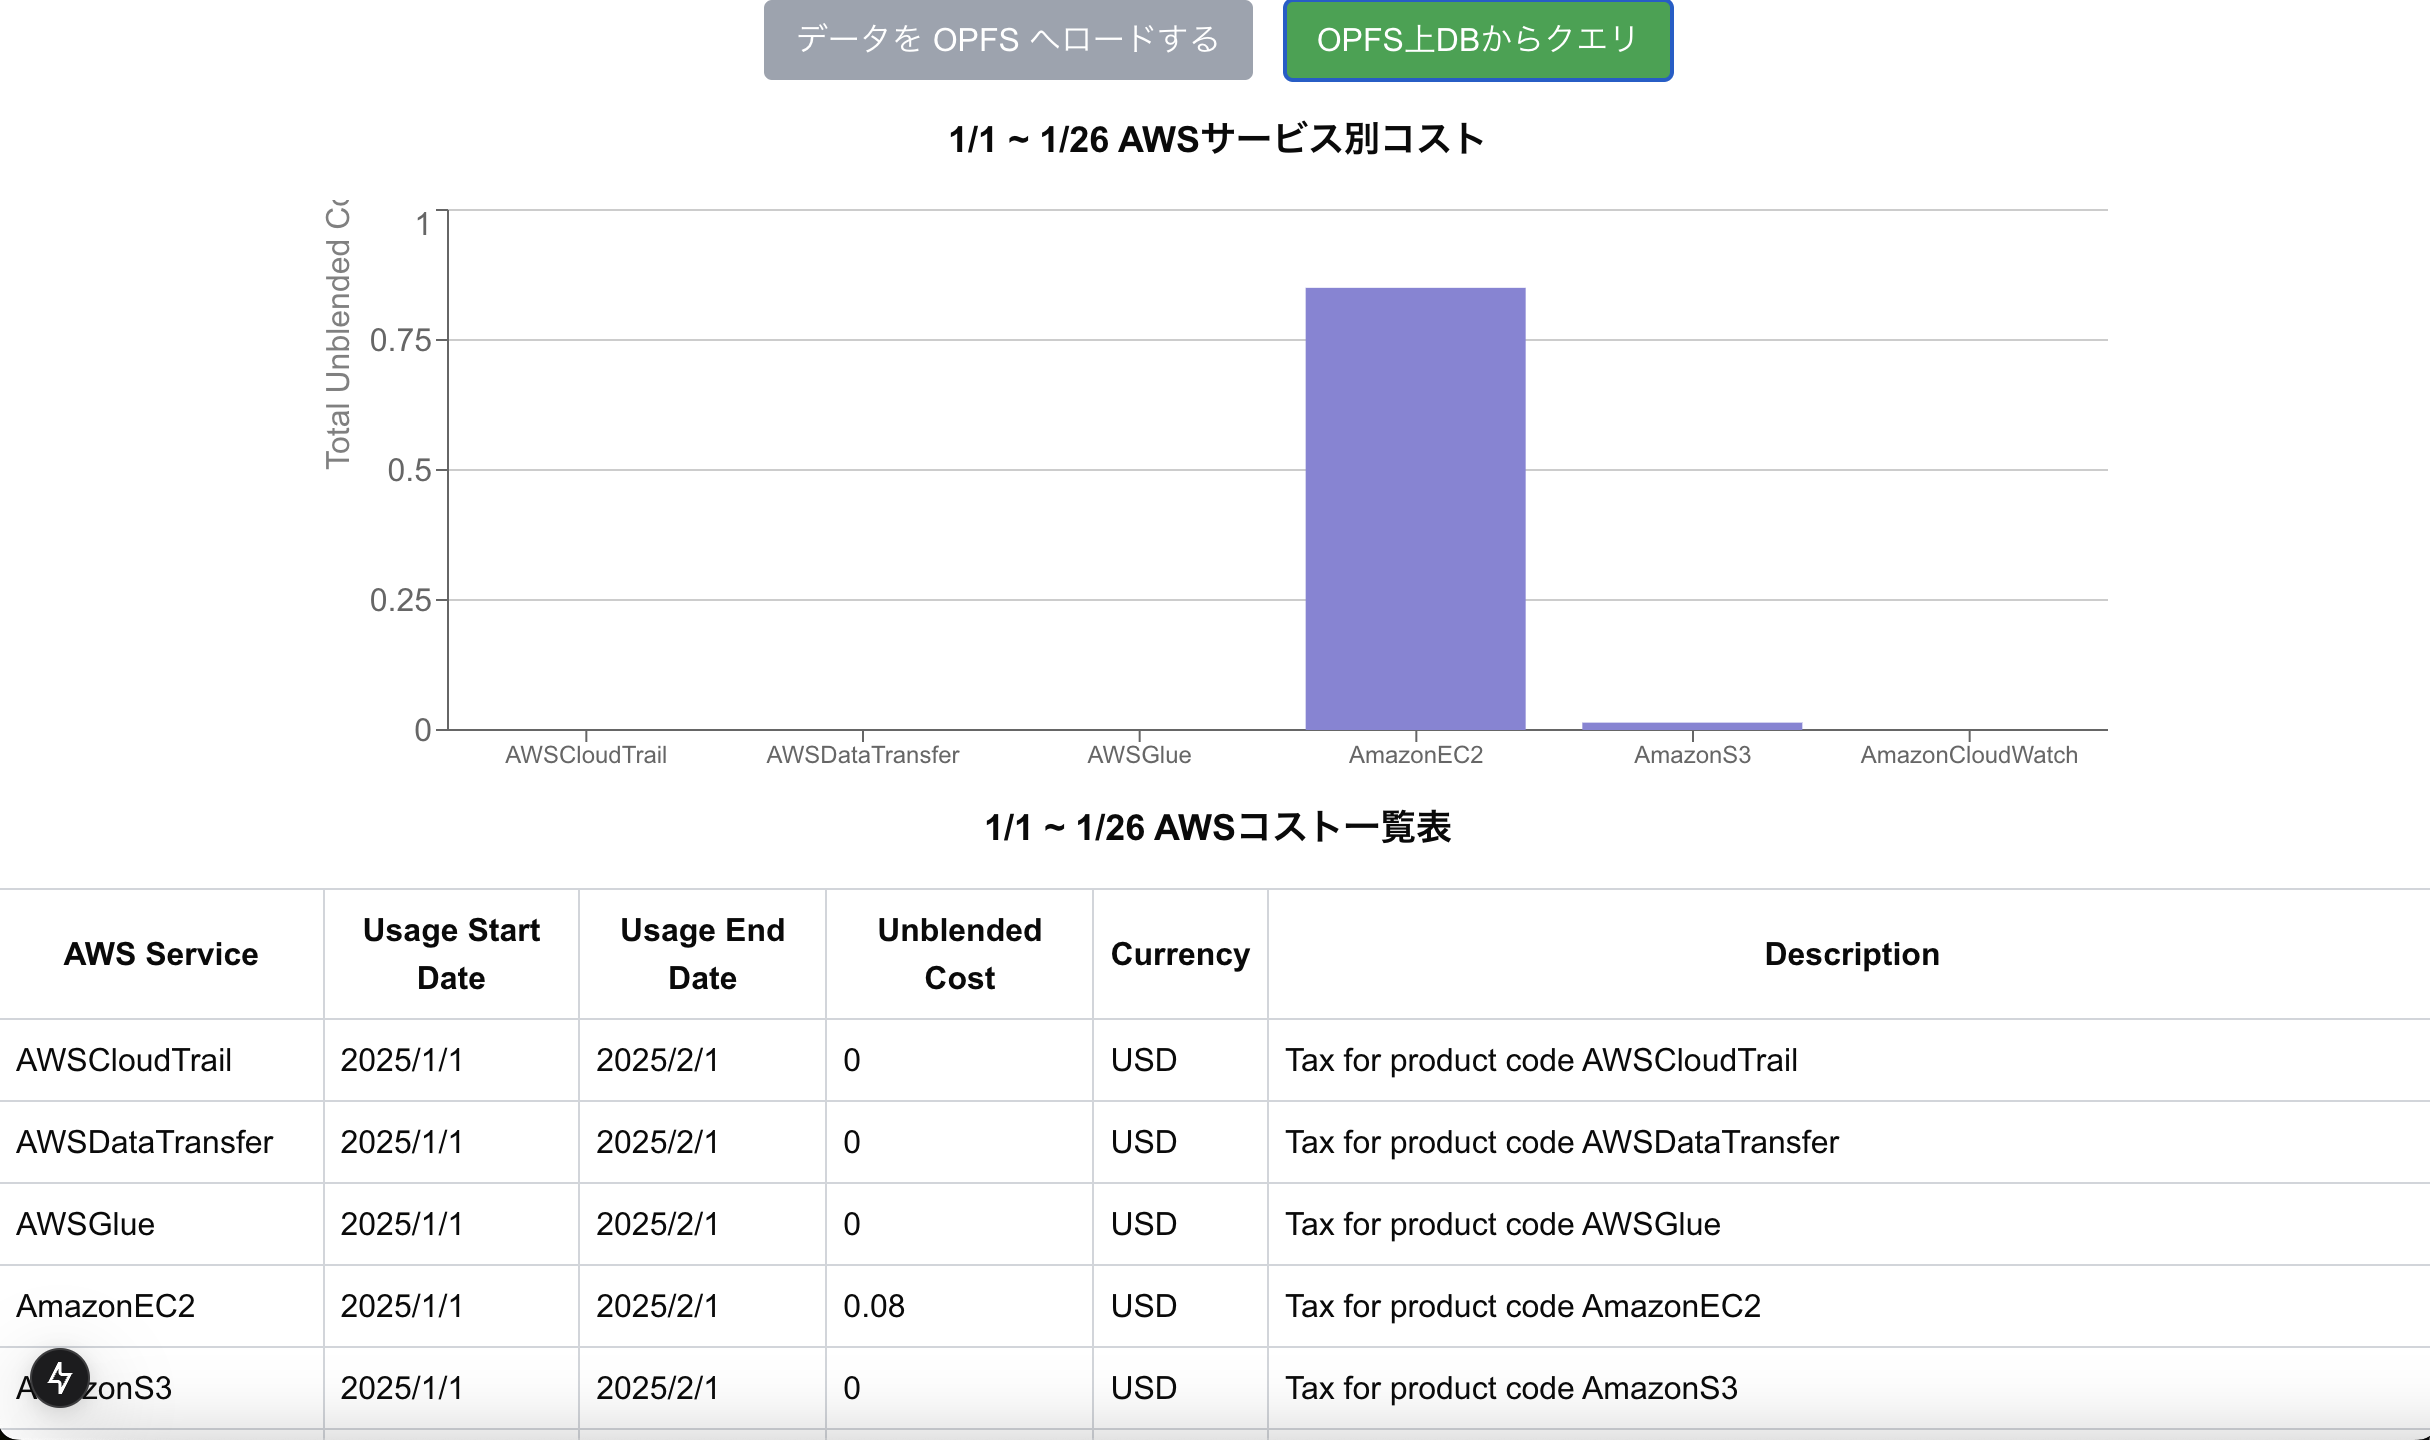 データを OPFS へロードする
OPFS上DBからクエリ
1/1 ~ 1/26 AWSサービス別コスト
Total Unblended
1
0.75
0.5
0.25
0
AWSCloudTrail
AWSDataTransfer
AWSGlue
AmazonEC2
AmazonS3
AmazonCloudWatch
1/1 ~ 1/26 AWSコスト一覧表
AWS Service
Usage Start
Date
Usage End
Date
Unblended
Cost
Currency
Description
AWSCloudTrail 2025/1/1 2025/2/1 0 USD Tax for product code AWSCloudTrail
AWSDataTransfer 2025/1/1 2025/2/1 0 USD Tax for product code AWSDataTransfer
AWSGlue 2025/1/1 2025/2/1 0 USD Tax for product code AWSGlue
AmazonEC2 2025/1/1 2025/2/1 0.08 USD Tax for product code AmazonEC2
2025/1/1 2025/2/1 0 USD Tax for product code AmazonS3